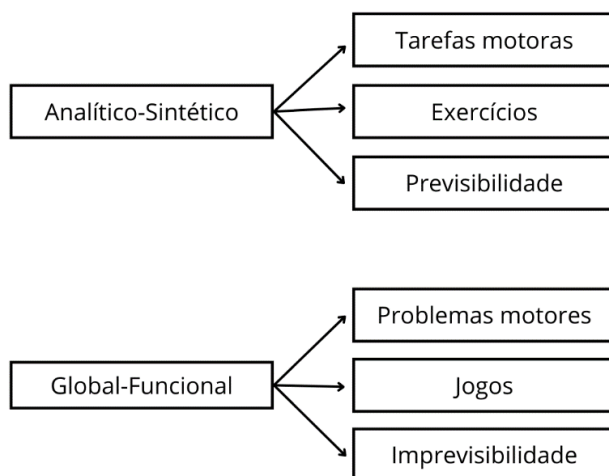 Analítico-Sintético
Tarefas motoras
Exercícios
Previsibilidade
Global-Funcional
Problemas motores
Jogos
Imprevisibilidade